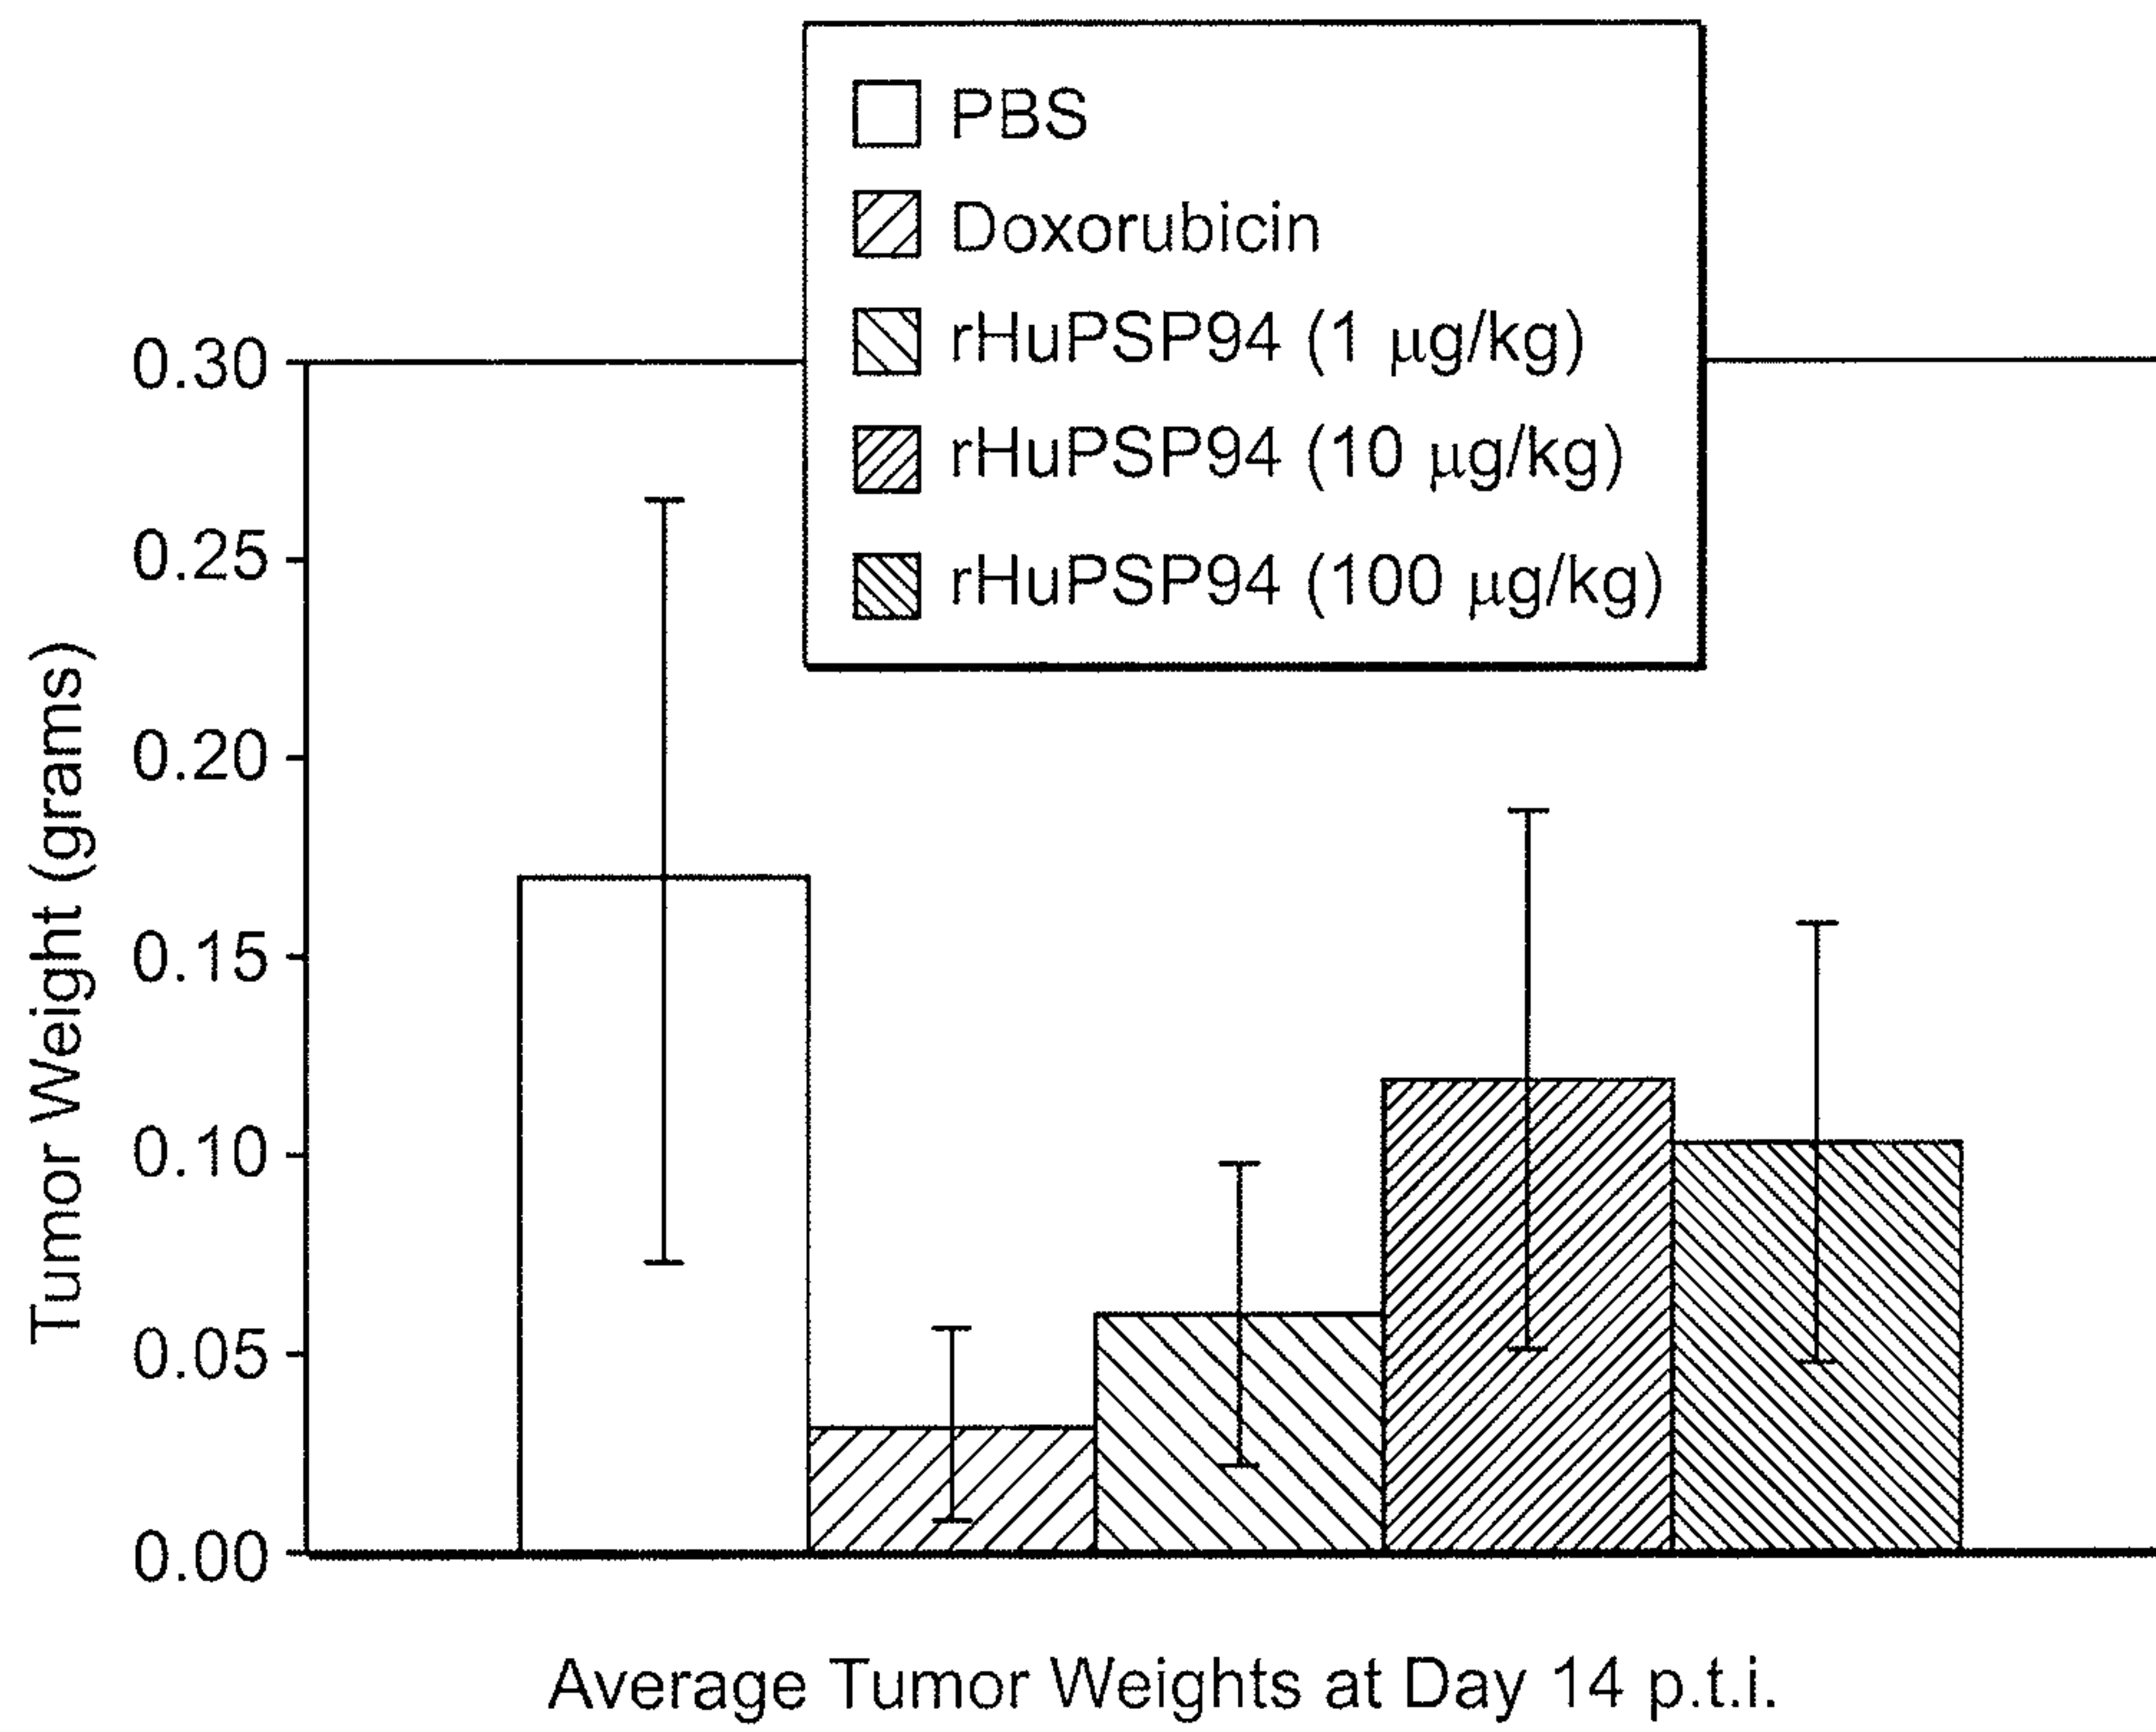 PBS
Doxorubicin
rHuPSP94 (1 µg/kg)
rHuPSP94 (10 µg/kg)
rHuPSP94 (100 µg/kg)
0.30
0.25
0.20
0.15
0.10
0.05
0.00
Tumor Weight (grams)
Average Tumor Weights at Day 14 p.t.i.